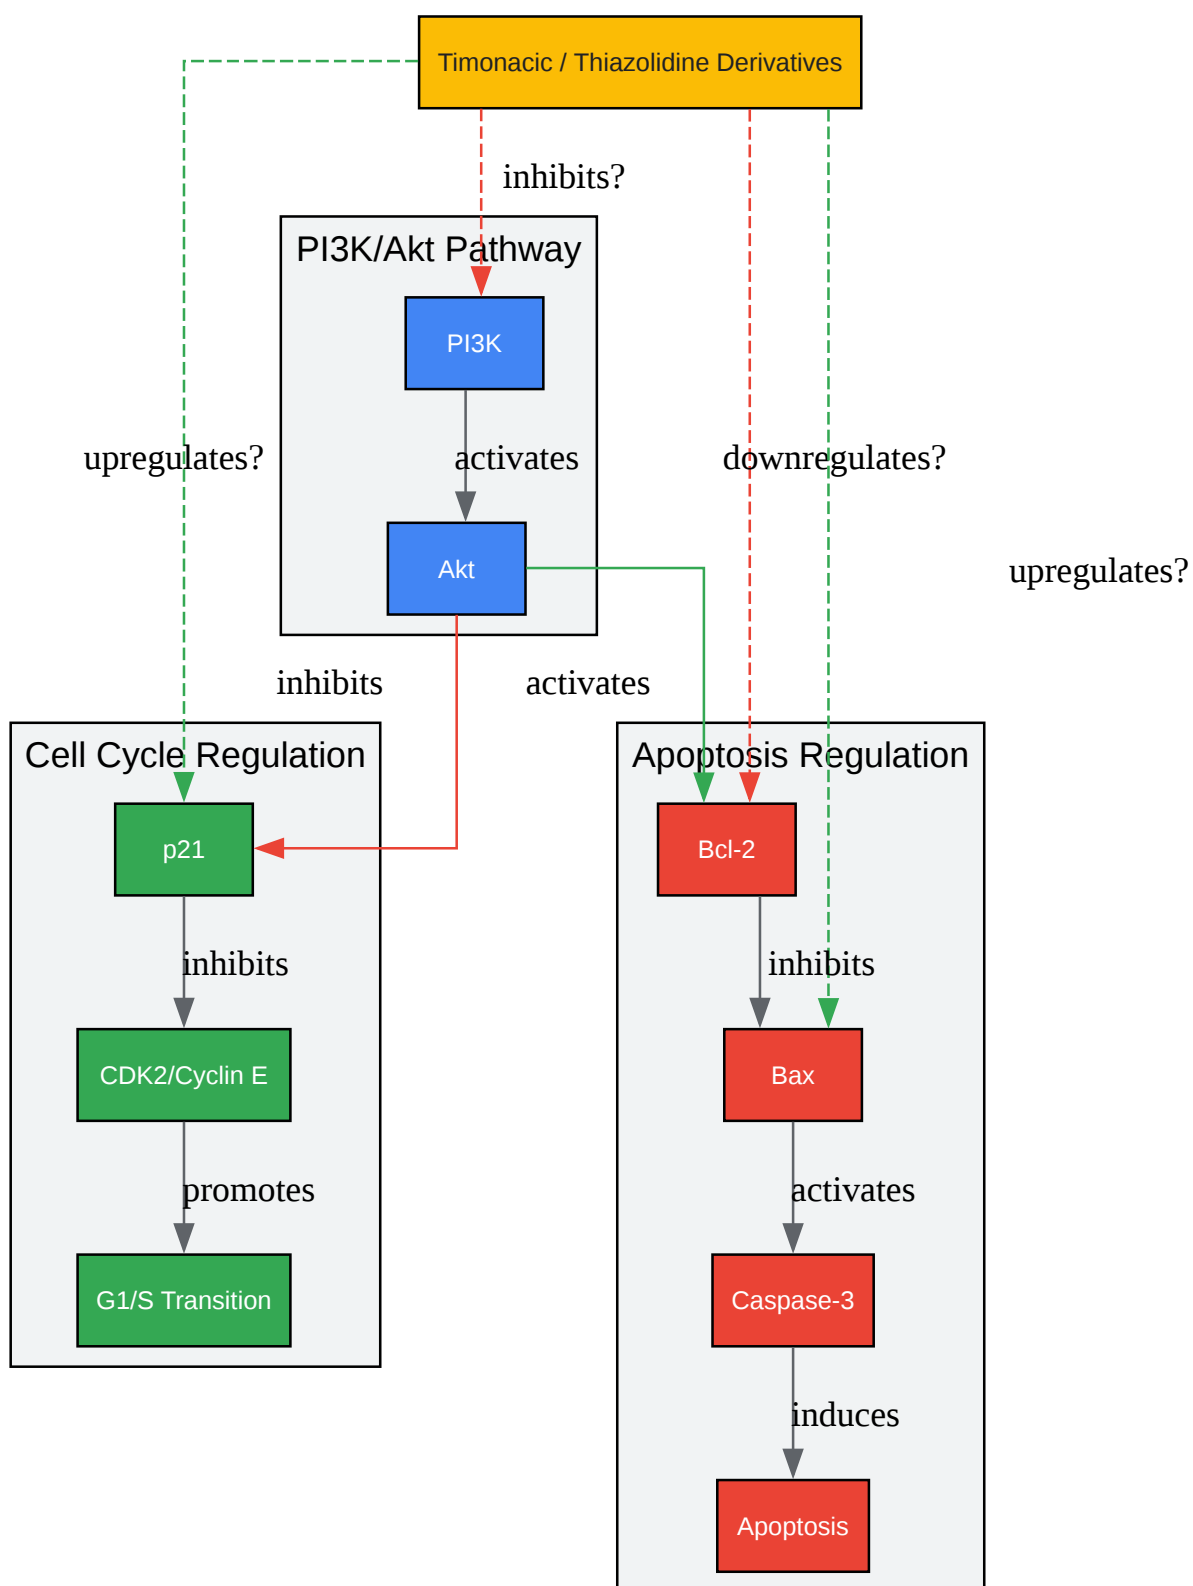 Timonacic / Thiazolidine Derivatives
inhibits?
PI3K/Akt Pathway
PI3K
upregulates?
activates
downregulates?
Akt
upregulates?
inhibits
activates
Cell Cycle Regulation
Apoptosis Regulation
p21
Bcl-2
inhibits
inhibits
CDK2/Cyclin E
Bax
promotes
activates
G1/S Transition
Caspase-3
induces
Apoptosis